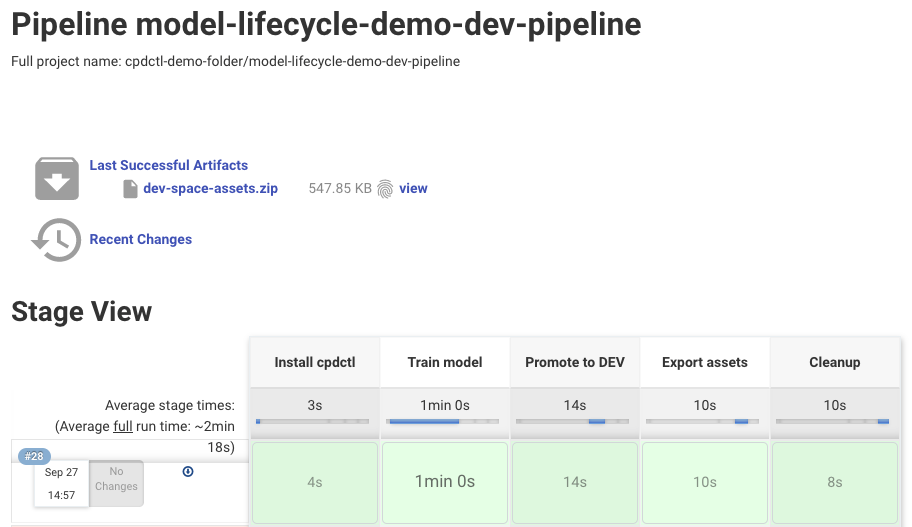 Pipeline model-lifecycle-demo-dev-pipeline
Full project name: cpdctl-demo-folder/model-lifecycle-demo-dev-pipeline
Last Successful Artifacts
dev-space-assets.zip 547.85 KB view
Recent Changes
Stage View
Install cpdctl Train model Promote to DEV Export assets Cleanup
Average stage times: 3s 1min 0s 14s 10s 10s
(Average full run time: ~2min
18s)
#28
Sep 27
14:57
No
Changes
4s 1min 0s 14s 10s 8s